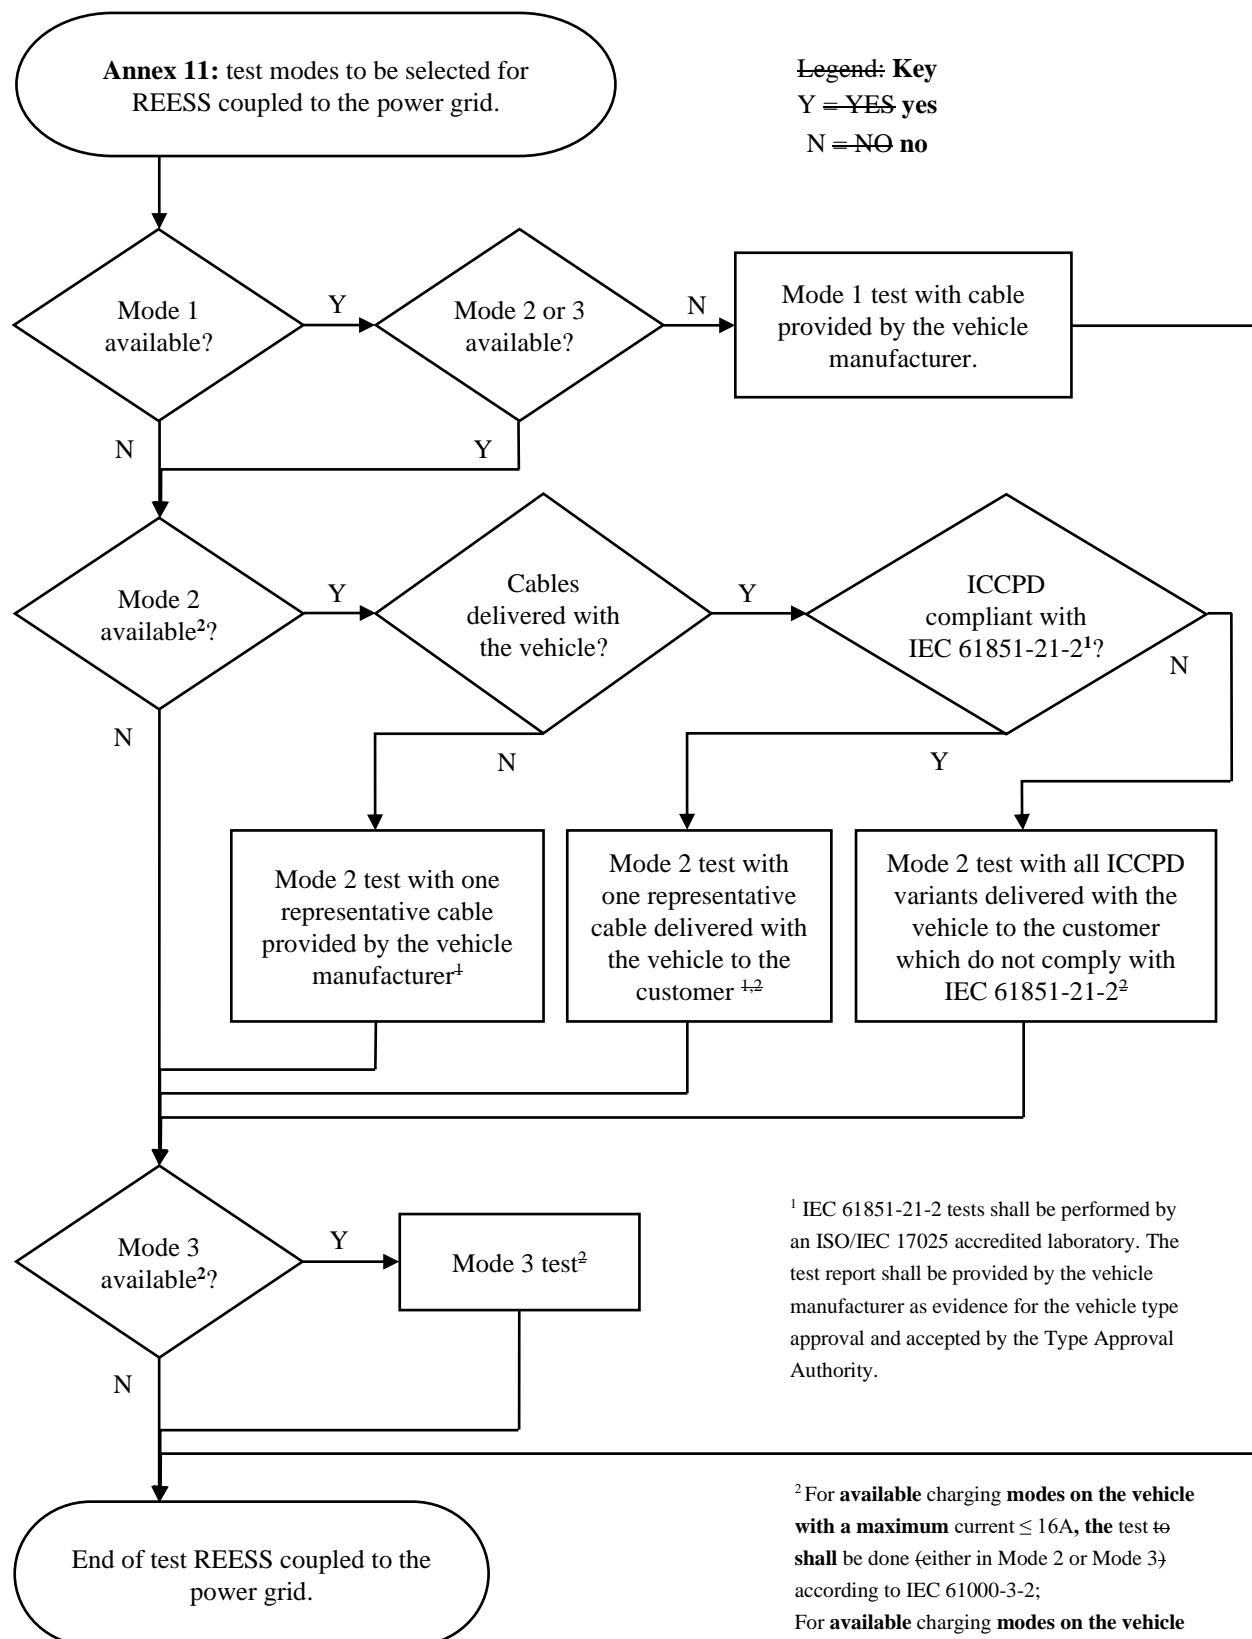 Annex 11: test modes to be selected for
REESS coupled to the power grid.
Legend: Key
Y = YES yes
N = NO no
Mode 1
available?
Y
Mode 2 or 3
available?
N
Mode 1 test with cable
provided by the vehicle
manufacturer.
N
Y
Mode 2
available²?
Y
Cables
delivered with
the vehicle?
Y
ICCPD
compliant with
IEC 61851-21-2¹?
N
N
N
Y
Mode 2 test with one
representative cable
provided by the vehicle
manufacturer¹
Mode 2 test with
one representative
cable delivered with
the vehicle to the
customer ¹,²
Mode 2 test with all ICCPD
variants delivered with the
vehicle to the customer
which do not comply with
IEC 61851-21-2²
Mode 3
available²?
Y
Mode 3 test²
N
¹ IEC 61851-21-2 tests shall be performed by
an ISO/IEC 17025 accredited laboratory. The
test report shall be provided by the vehicle
manufacturer as evidence for the vehicle type
approval and accepted by the Type Approval
Authority.
End of test REESS coupled to the
power grid.
² For available charging modes on the vehicle
with a maximum current ≤ 16A, the test to
shall be done (either in Mode 2 or Mode 3)
according to IEC 61000-3-2;
For available charging modes on the vehicle